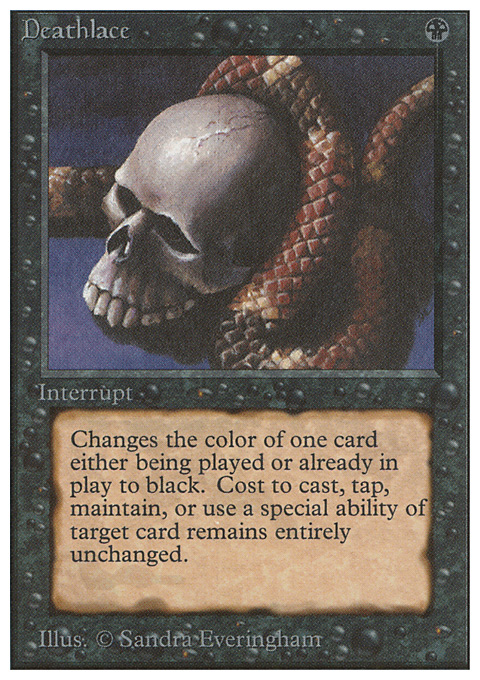 Deathlace
Interrupt
Changes the color of one card
either being played or already in
play to black. Cost to cast, tap,
maintain, or use a special ability of
target card remains entirely
unchanged.
Illus. © Sandra Everingham